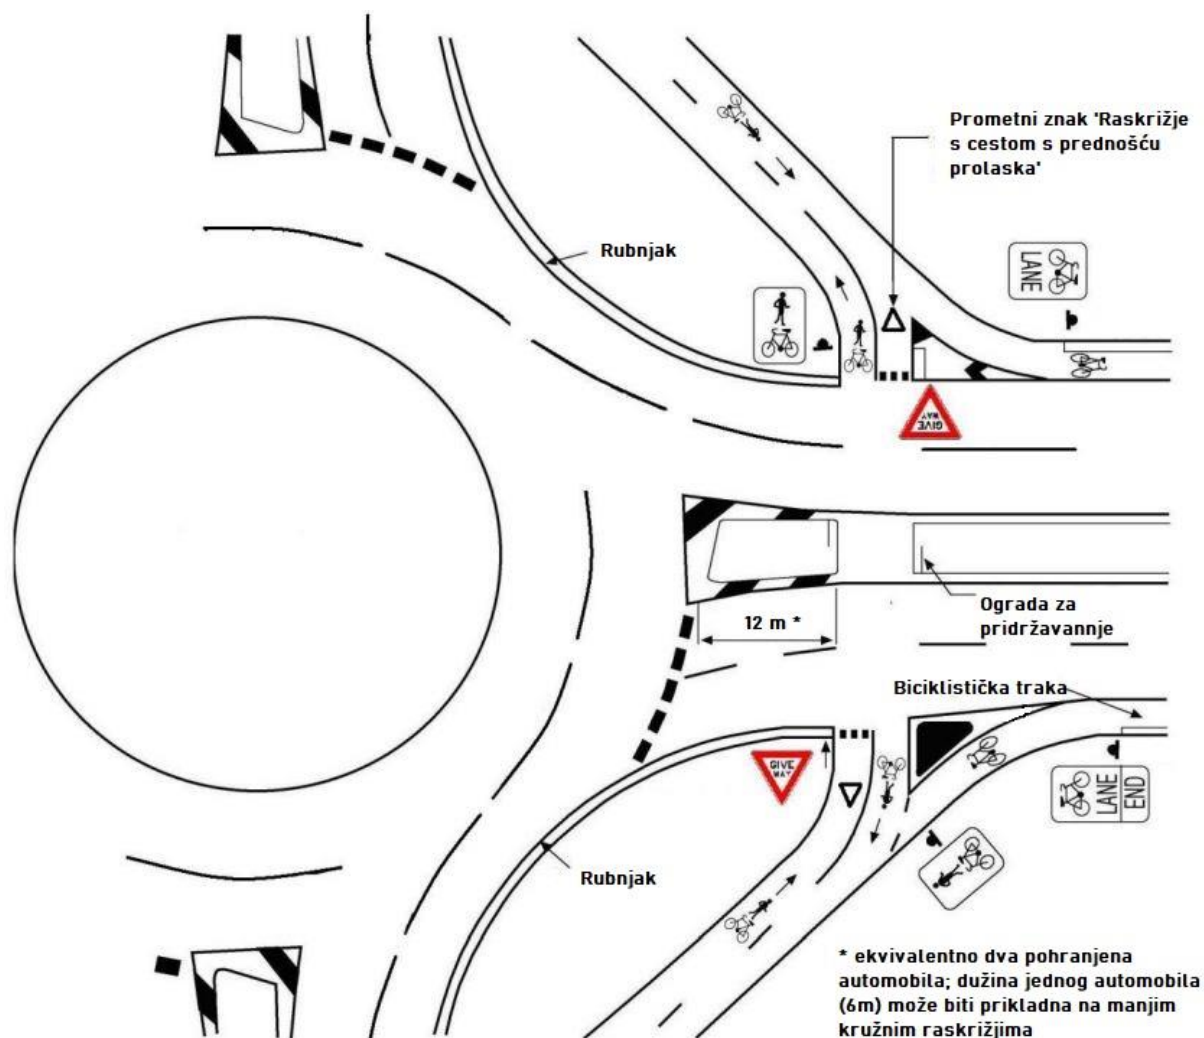 Prometni znak 'Raskrižje
s cestom s prednošću
prolaska'
LANE
Rubnjak
GIVE
WAY
12 m *
Ograda za
pridržavannje
Biciklistička traka
GIVE
WAY
LANE
END
Rubnjak
* ekvivalentno dva pohranjena
automobila; dužina jednog automobila
(6m) može biti prikladna na manjim
kružnim raskrižjima